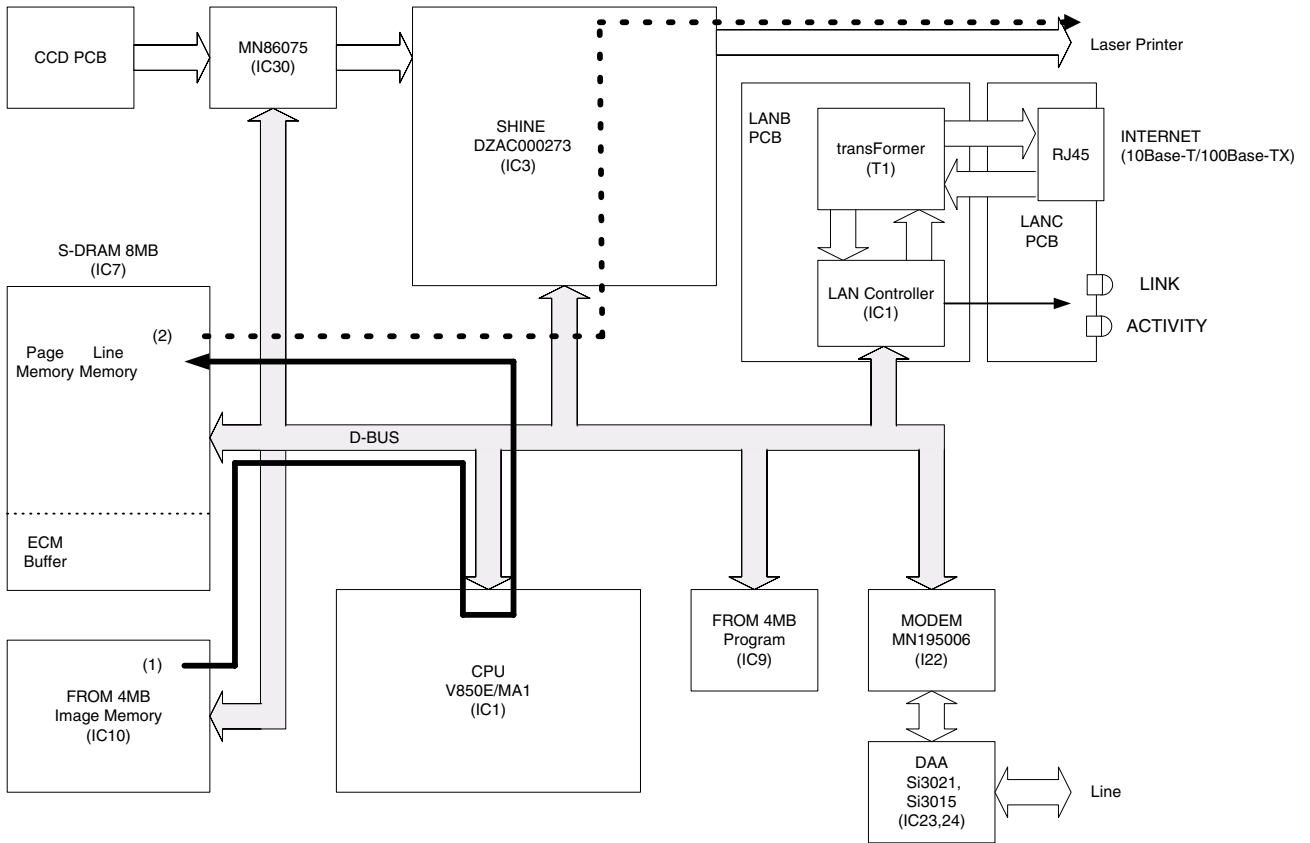 CCD PCB
MN86075
(IC30)
SHINE
DZAC000273
(IC3)
Laser Printer
LANB
PCB
transFormer
(T1)
RJ45
INTERNET
(10Base-T/100Base-TX)
LANC
PCB
LAN Controller
(IC1)
LINK
ACTIVITY
S-DRAM 8MB
(IC7)
(2)
Page
Memory
Line
Memory
D-BUS
ECM
Buffer
(1)
FROM 4MB
Image Memory
(IC10)
CPU
V850E/MA1
(IC1)
FROM 4MB
Program
(IC9)
MODEM
MN195006
(I22)
DAA
Si3021,
Si3015
(IC23,24)
Line